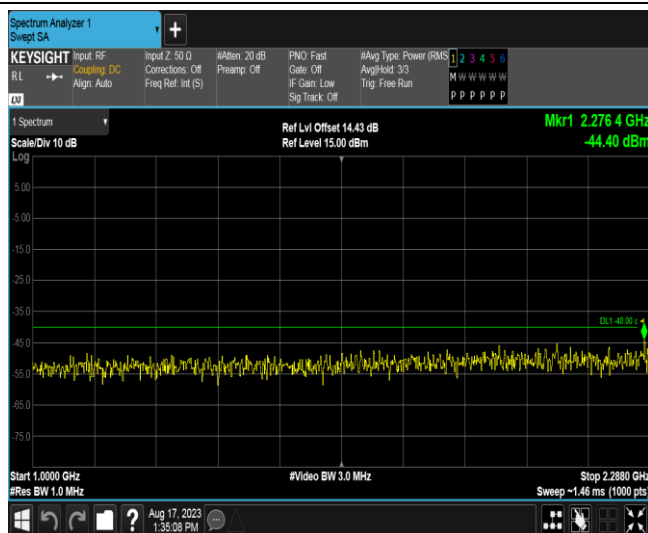 Spectrum Analyzer 1
Swept SA
+
KEYSIGHT Input: RF Input Z: 50 Ω #Atten: 20 dB PNO: Fast #Avg Type: Power (RMS 1 2 3 4 5 6
RL Coupling: DC Corrections: Off Preamp: Off Gate: Off Avg|Hold: 3/3 M W W W W W
Align: Auto Freq Ref: Int (S) IF Gain: Low Trig: Free Run
Sig Track: Off P P P P P P
LXI
1 Spectrum Ref Lvl Offset 14.43 dB Mkr1 2.276 4 GHz
Scale/Div 10 dB Ref Level 15.00 dBm -44.40 dBm
Log
5.00
-5.00
-15.0
-25.0
-35.0
DL1 -40.00
-45.0
-55.0
-65.0
-75.0
Start 1.0000 GHz #Video BW 3.0 MHz Stop 2.2880 GHz
#Res BW 1.0 MHz Sweep ~1.46 ms (1000 pts)
? Aug 17, 2023
1:35:08 PM